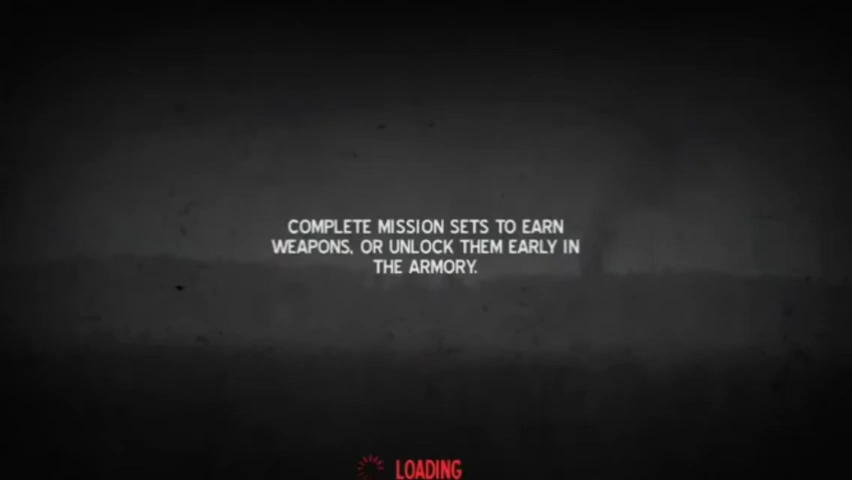 COMPLETE MISSION SETS TO EARN
WEAPONS, OR UNLOCK THEM EARLY IN
THE ARMORY.
LOADING